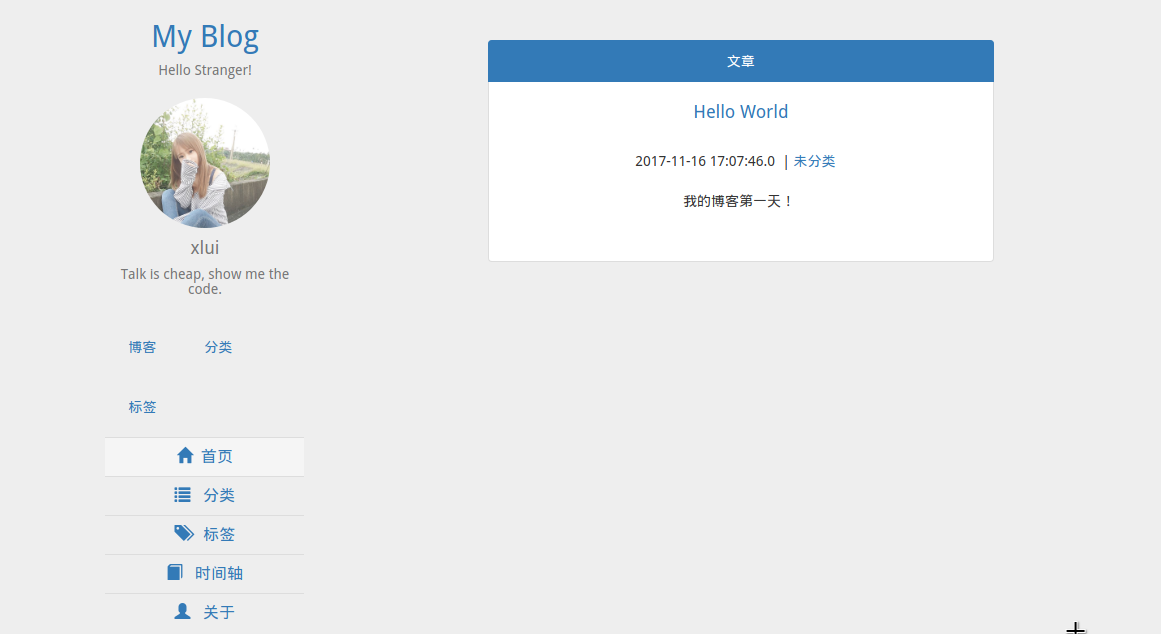 My Blog
Hello Stranger!
xlui
Talk is cheap, show me the
code.
博客 分类
标签
首页
分类
标签
时间轴
关于
文章
Hello World
2017-11-16 17:07:46.0 | 未分类
我的博客第一天！